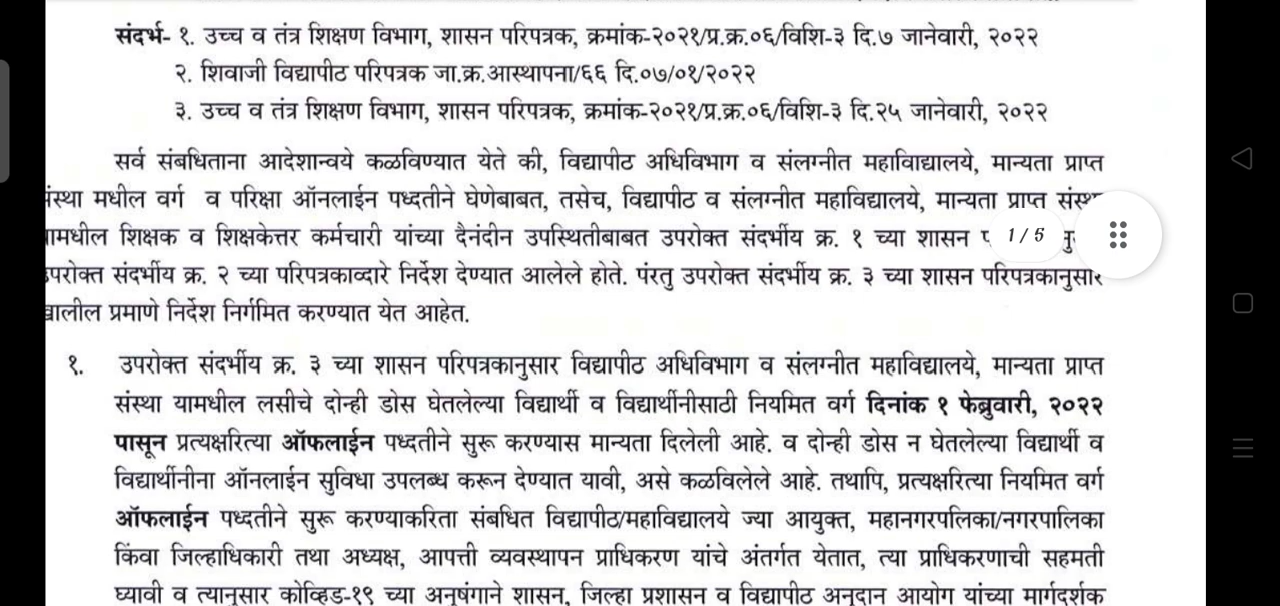 संदर्भ- १. उच्च व तंत्र शिक्षण विभाग, शासन परिपत्रक, क्रमांक-२०२१/प्र.क्र.०६/विशि-३ दि.७ जानेवारी, २०२२
२. शिवाजी विद्यापीठ परिपत्रक जा.क्र.आस्थापना/६६ दि.०७/०१/२०२२
३. उच्च व तंत्र शिक्षण विभाग, शासन परिपत्रक, क्रमांक-२०२१/प्र.क्र.०६/विशि-३ दि.२५ जानेवारी, २०२२
सर्व संबधिताना आदेशान्वये कळविण्यात येते की, विद्यापीठ अधिविभाग व संलग्नीत महाविाद्यालये, मान्यता प्राप्त
संस्था मधील वर्ग व परिक्षा ऑनलाईन पध्दतीने घेणेबाबत, तसेच, विद्यापीठ व संलग्नीत महाविद्यालये, मान्यता प्राप्त
मधील शिक्षक व शिक्षकेत्तर कर्मचारी यांच्या दैनंदीन उपस्थितीबाबत उपरोक्त संदर्भीय क्र. १ च्या शासन
1/5
उपरोक्त संदर्भीय क्र. २ च्या परिपत्रकाव्दारे निर्देश देण्यात आलेले होते. पंरतु उपरोक्त संदर्भीय क्र. ३ च्या शासन परिपत्रकानुसार
खालील प्रमाणे निर्देश निर्गमित करण्यात येत आहेत.
१. उपरोक्त संदर्भीय क्र. ३ च्या शासन परिपत्रकानुसार विद्यापीठ अधिविभाग व संलग्नीत महाविद्यालये, मान्यता प्राप्त
संस्था यामधील लसीचे दोन्ही डोस घेतलेल्या विद्यार्थी व विद्यार्थीनीसाठी नियमित वर्ग दिनांक १ फेब्रुवारी, २०२२
पासून प्रत्यक्षरित्या ऑफलाईन पध्दतीने सुरू करण्यास मान्यता दिलेली आहे. व दोन्ही डोस न घेतलेल्या विद्यार्थी व
विद्यार्थीनीना ऑनलाईन सुविधा उपलब्ध करून देण्यात यावी, असे कळविलेले आहे. तथापि, प्रत्यक्षरित्या नियमित वर्ग
ऑफलाईन पध्दतीने सुरू करण्याकरिता संबधित विद्यापीठ/महाविद्यालये ज्या आयुक्त, महानगरपलिका/नगरपालिका
किंवा जिल्हाधिकारी तथा अध्यक्ष, आपत्ती व्यवस्थापन प्राधिकरण यांचे अंतर्गत येतात, त्या प्राधिकरणाची सहमती
घ्यावी व त्यानुसार कोव्हिड-१९ च्या अनुषंगाने शासन, जिल्हा प्रशासन व विद्यापीठ अनुदान आयोग यांच्या मार्गदर्शक